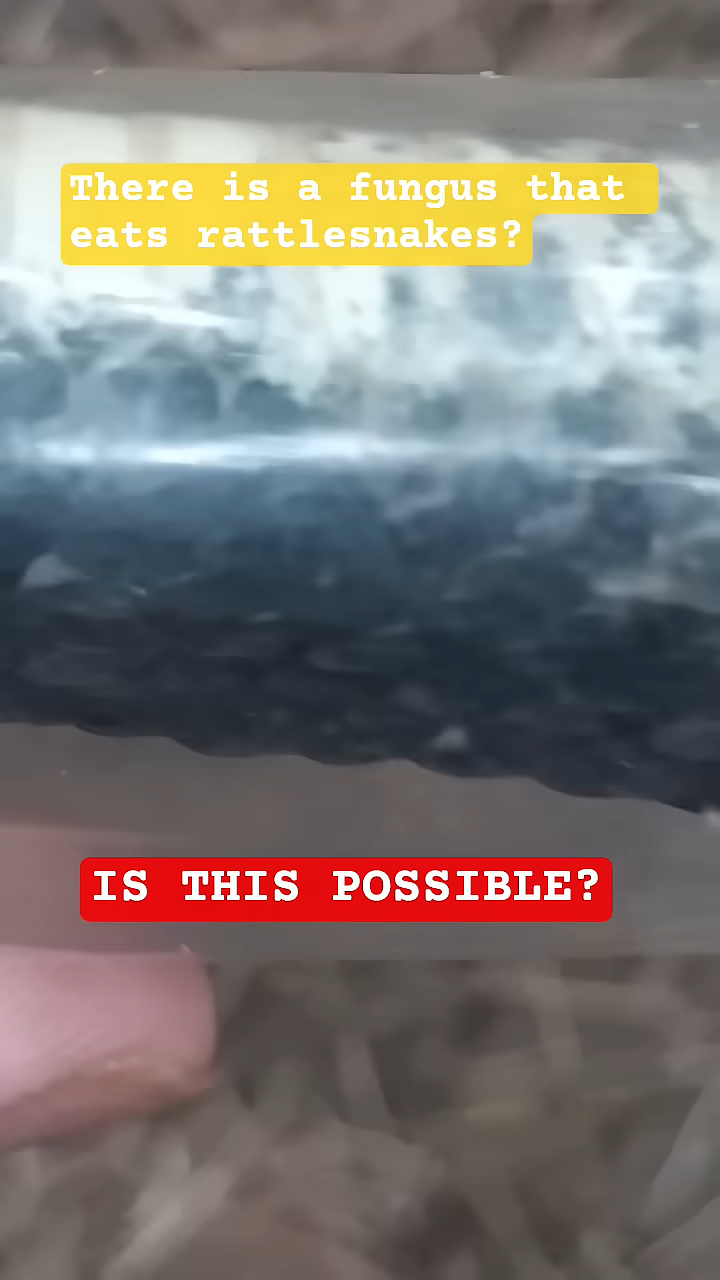 There is a fungus that
eats rattlesnakes?
IS THIS POSSIBLE?